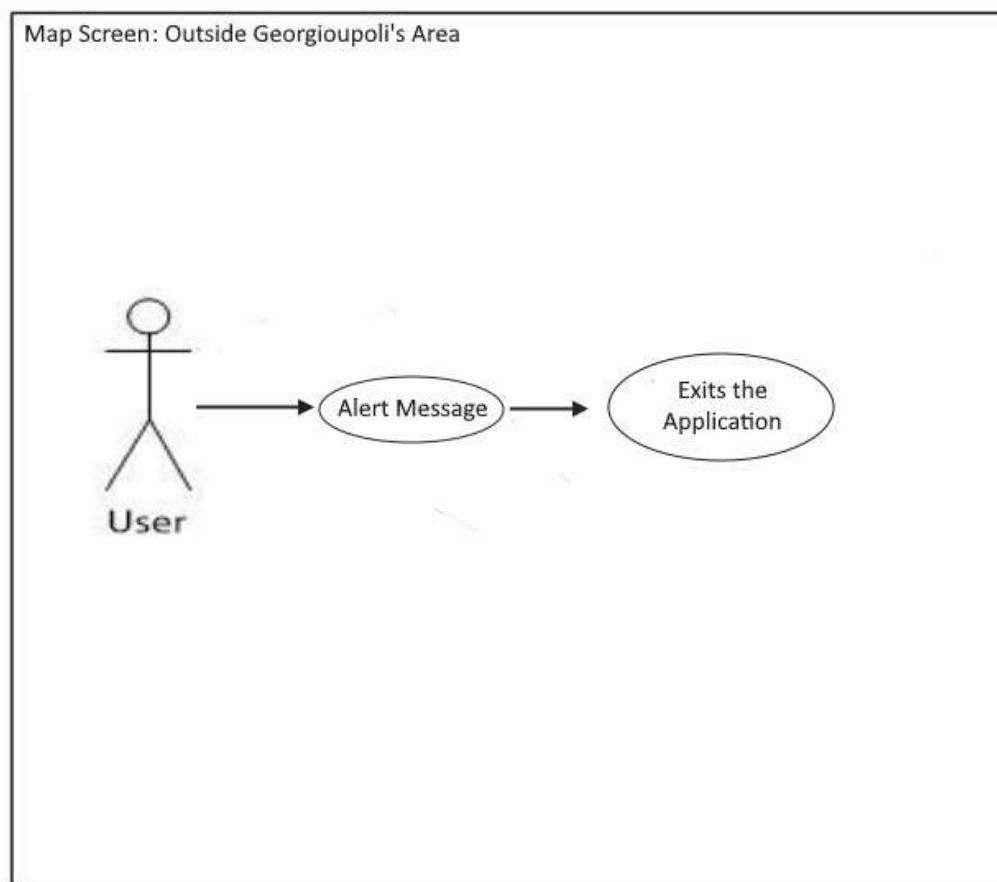 Map Screen: Outside Georgioupoli's Area
User
Alert Message
Exits the
Application